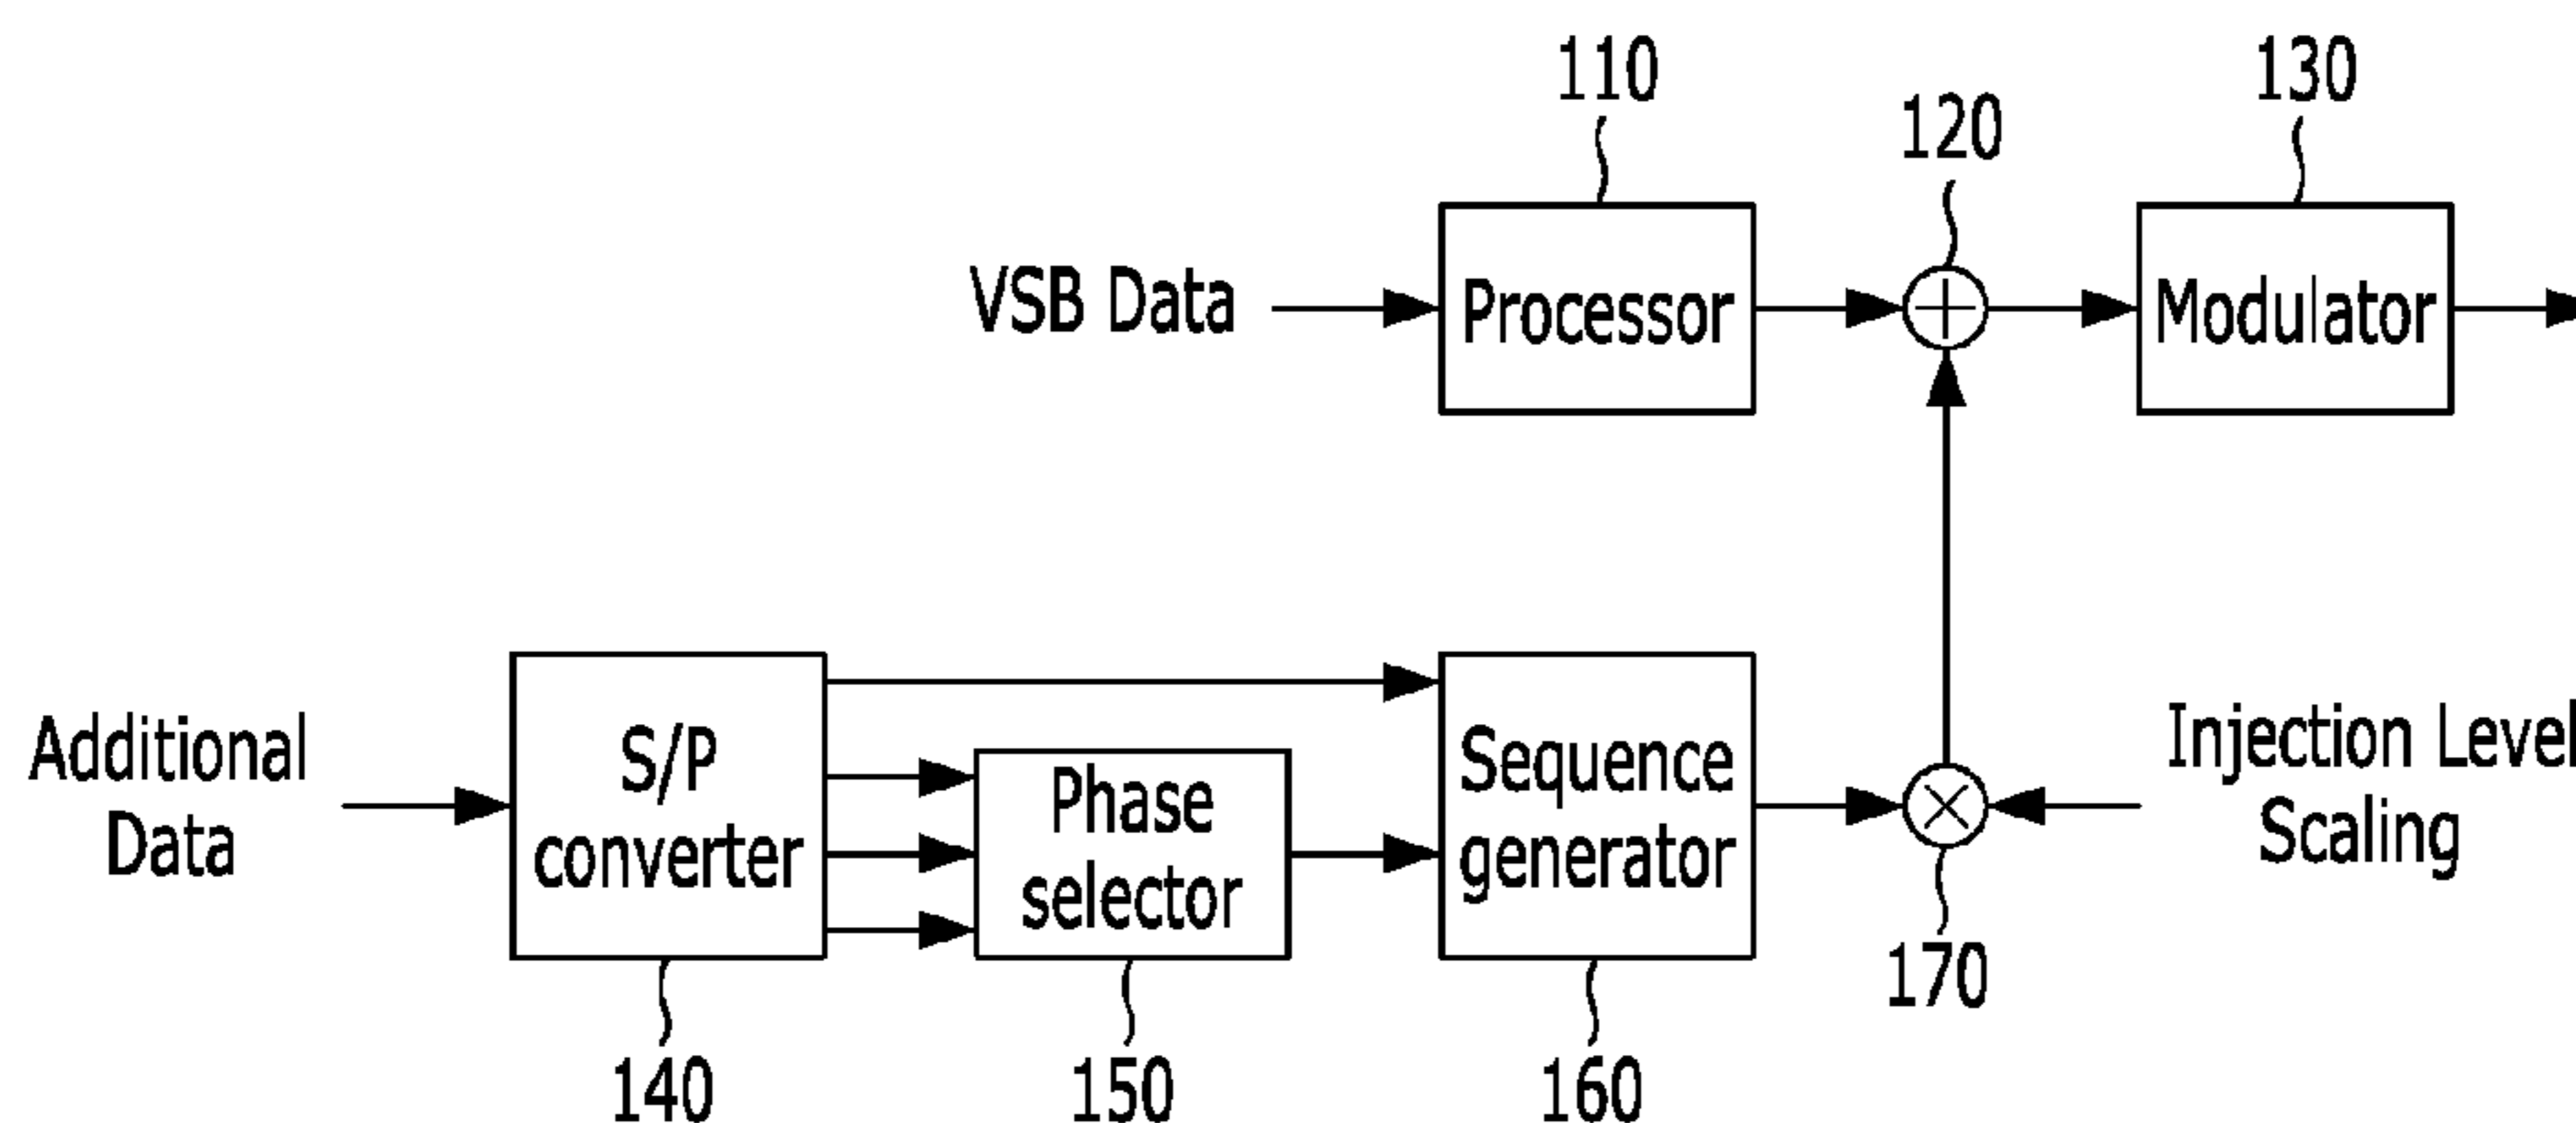 110
130
120
VSB Data
Processor
Modulator
Additional
Data
S/P
converter
Phase
selector
Sequence
generator
Injection Level
Scaling
170
140
150
160